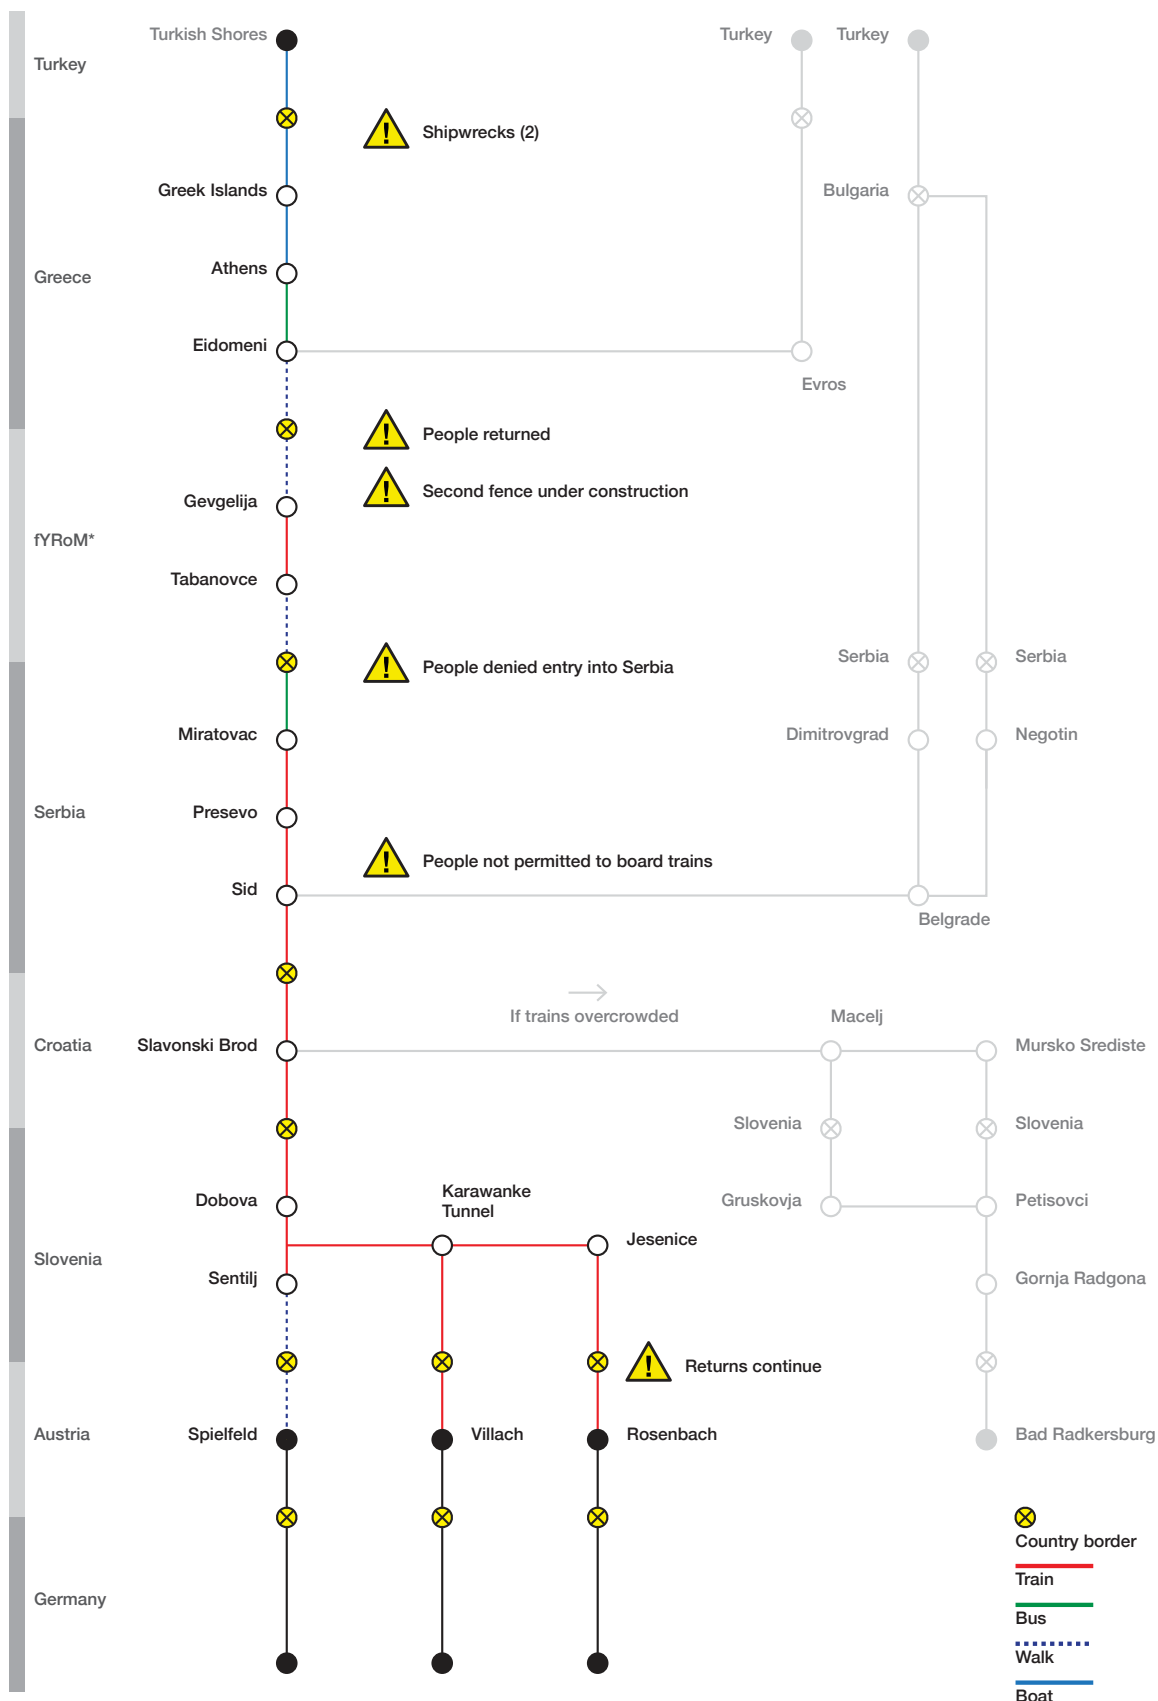 Turkish Shores
Turkey
Turkey
Turkey
Shipwrecks (2)
Greek Islands
Bulgaria
Athens
Greece
Eidomeni
Evros
People returned
Second fence under construction
Gevgelija
fYRoM*
Tabanovce
People denied entry into Serbia
Serbia
Serbia
Miratovac
Dimitrovgrad
Negotin
Serbia
Presevo
People not permitted to board trains
Sid
Belgrade
If trains overcrowded
Macelj
Croatia
Slavonski Brod
Mursko Srediste
Slovenia
Slovenia
Karawanke
Tunnel
Dobova
Gruskovja
Petisovci
Jesenice
Slovenia
Sentilj
Gornja Radgona
Returns continue
Austria
Spielfeld
Villach
Rosenbach
Bad Radkersburg
Country border
Train
Germany
Bus
Walk
Boat